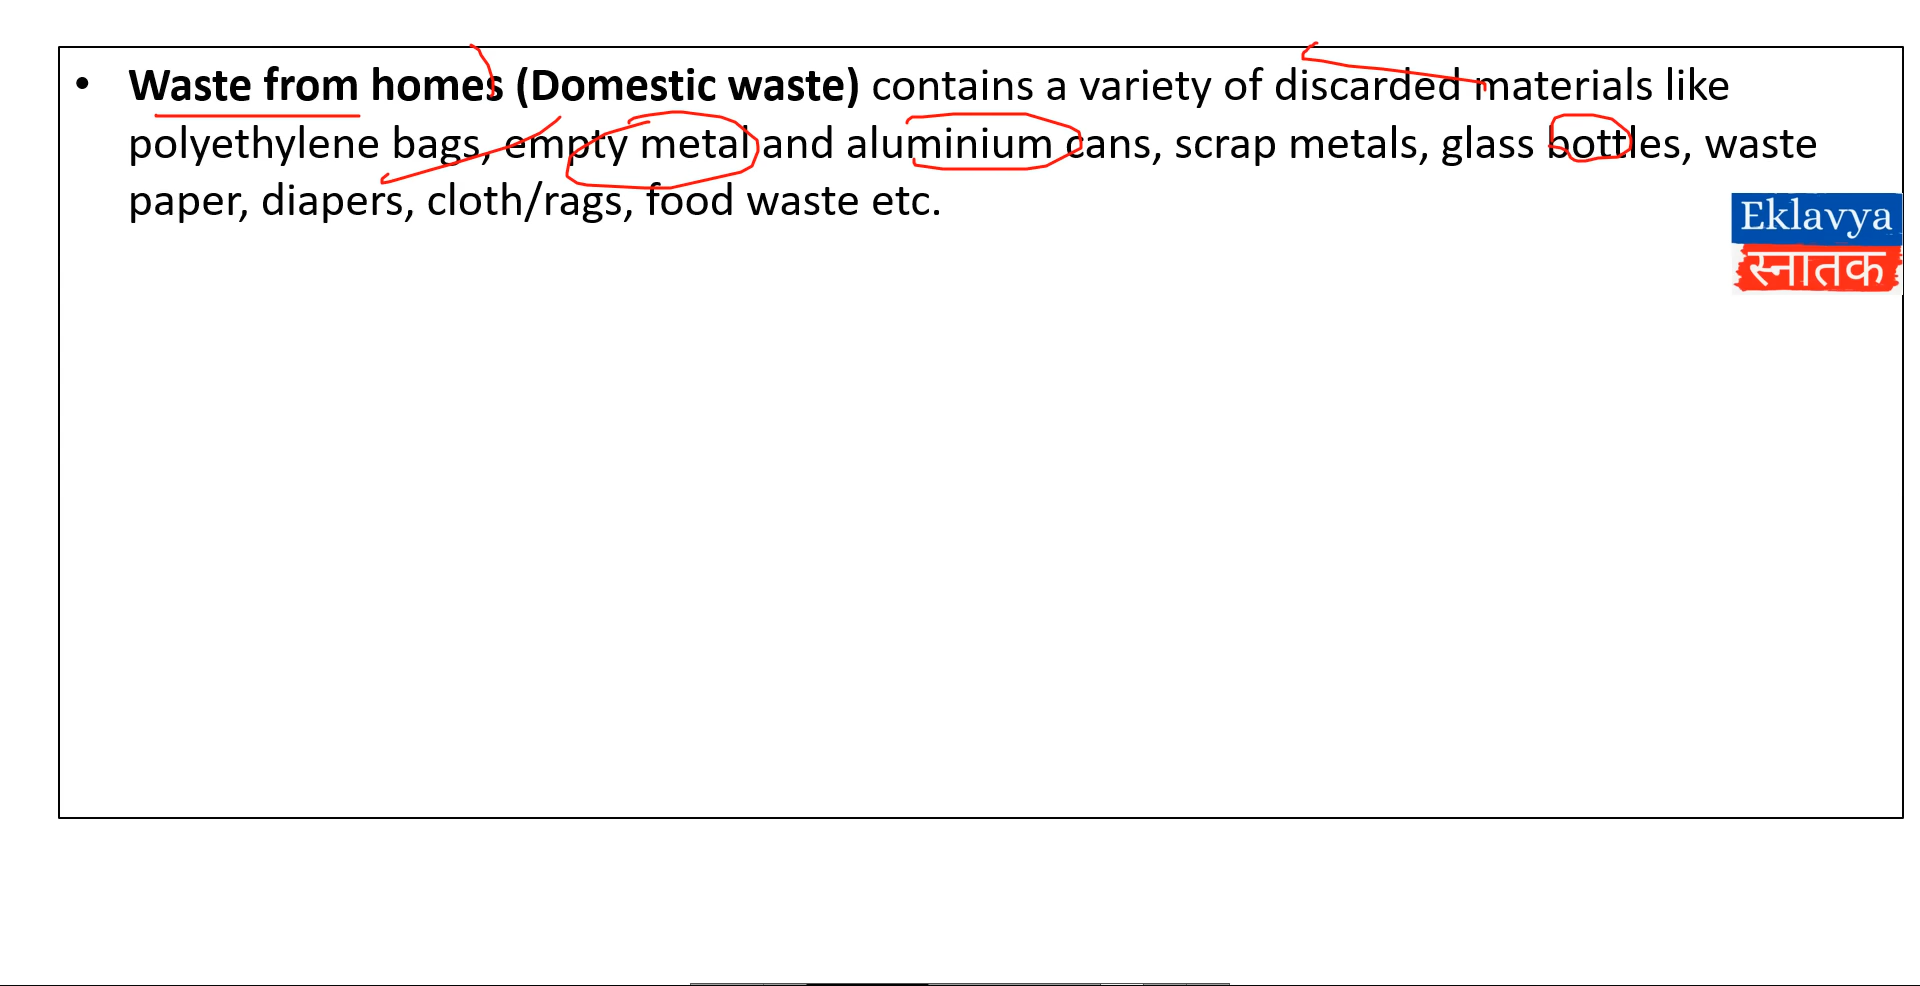 • Waste from homes (Domestic waste) contains a variety of discarded materials like
polyethylene bags, empty metal and aluminium cans, scrap metals, glass bottles, waste
paper, diapers, cloth/rags, food waste etc.
Eklavya
स्नातक